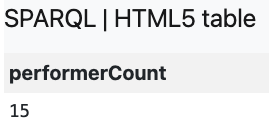 SPARQL | HTML5 table
performerCount
15